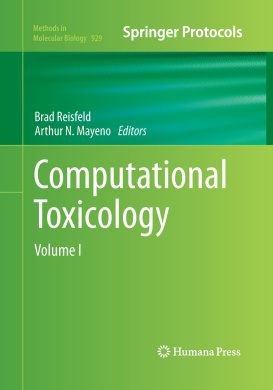 Methods in
Molecular Biology 929
Springer Protocols
Brad Reisfeld
Arthur N. Mayeno Editors
Computational
Toxicology
Volume I
Humana Press